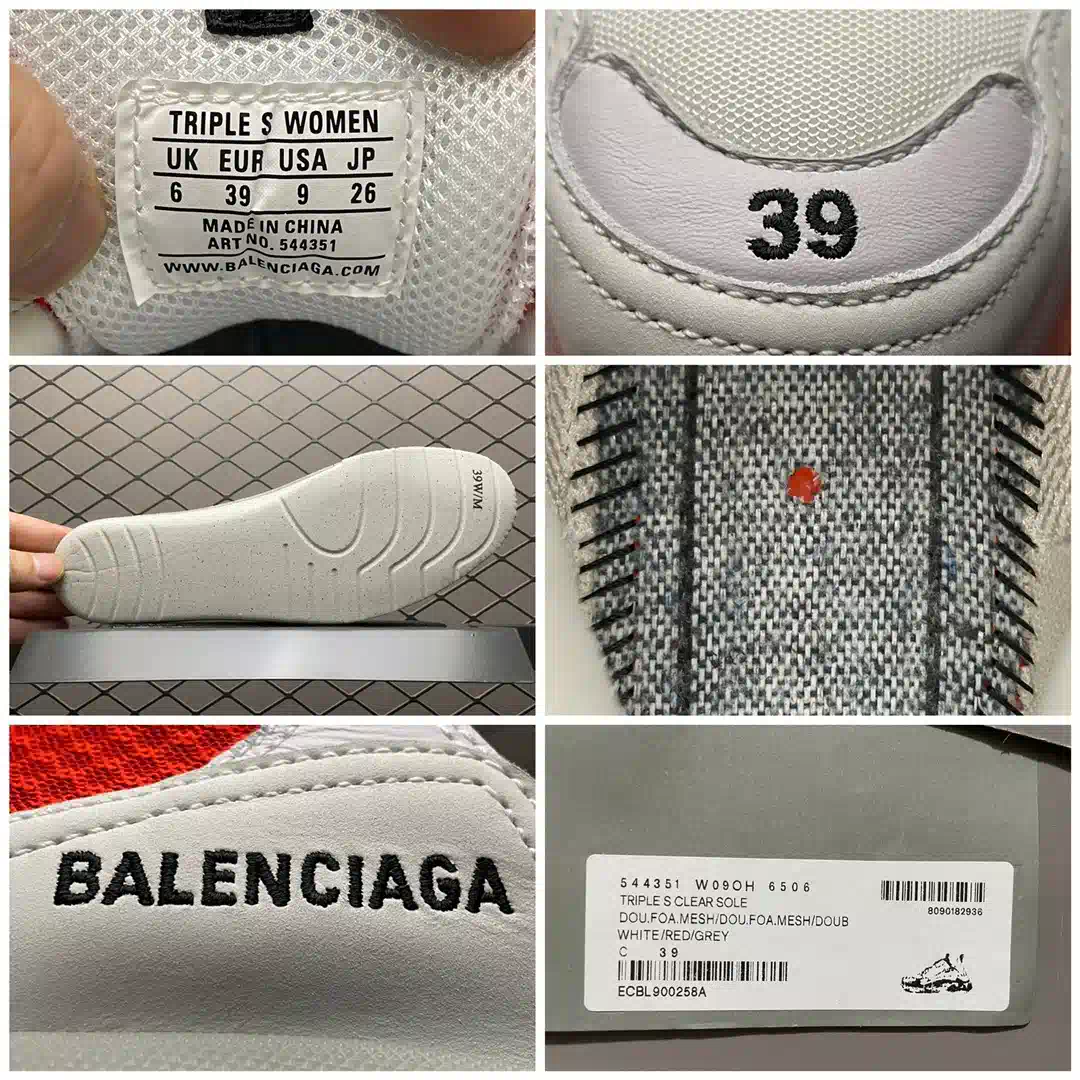 TRIPLE S WOMEN
UK EUR USA JP
6 39 9 26
MADE IN CHINA
ART NO. 544351
WWW.BALENCIAGA.COM
39
39W/M
BALENCIAGA
544351 W09OH 6506
TRIPLE S CLEAR SOLE
8090182936
DOU.FOA.MESH/DOU.FOA.MESH/DOUB
WHITE/RED/GREY
C 39
ECBL900258A